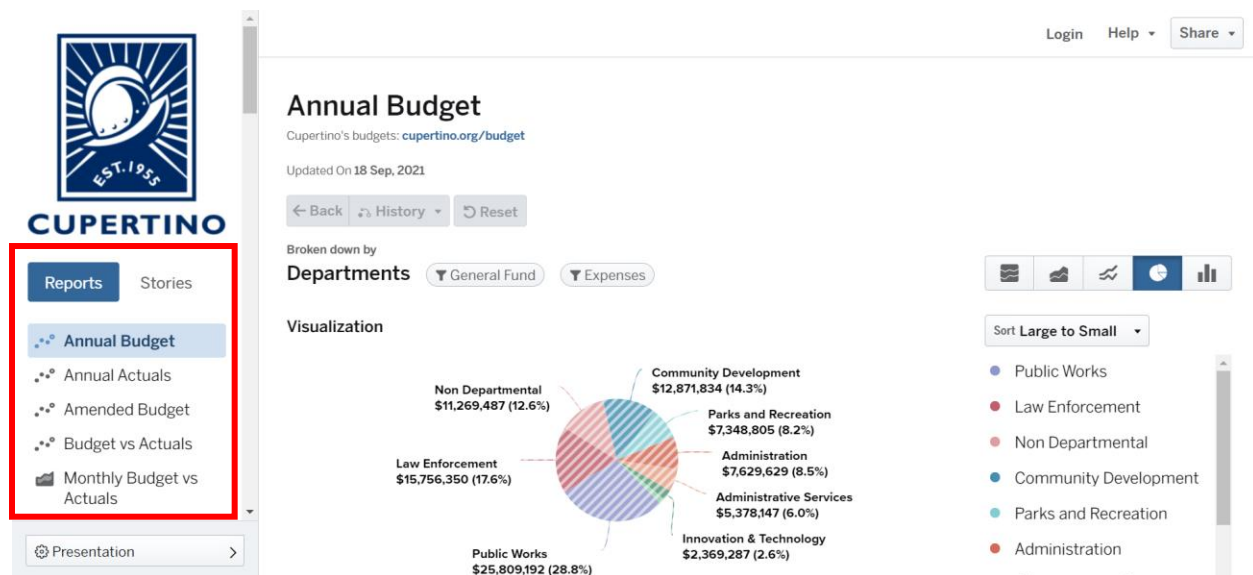 EST. 1955
CUPERTINO
Reports
Stories
Annual Budget
Annual Actuals
Amended Budget
Budget vs Actuals
Monthly Budget vs
Actuals
Presentation
Login
Help
Share
Annual Budget
Cupertino's budgets: cupertino.org/budget
Updated On 18 Sep, 2021
Back
History
Reset
Broken down by
Departments
General Fund
Expenses
Visualization
Community Development
$12,871,834 (14.3%)
Non Departmental
$11,269,487 (12.6%)
Parks and Recreation
$7,348,805 (8.2%)
Administration
$7,629,629 (8.5%)
Law Enforcement
$15,756,350 (17.6%)
Administrative Services
$5,378,147 (6.0%)
Innovation & Technology
$2,369,287 (2.6%)
Public Works
$25,809,192 (28.8%)
Sort Large to Small
Public Works
Law Enforcement
Non Departmental
Community Development
Parks and Recreation
Administration